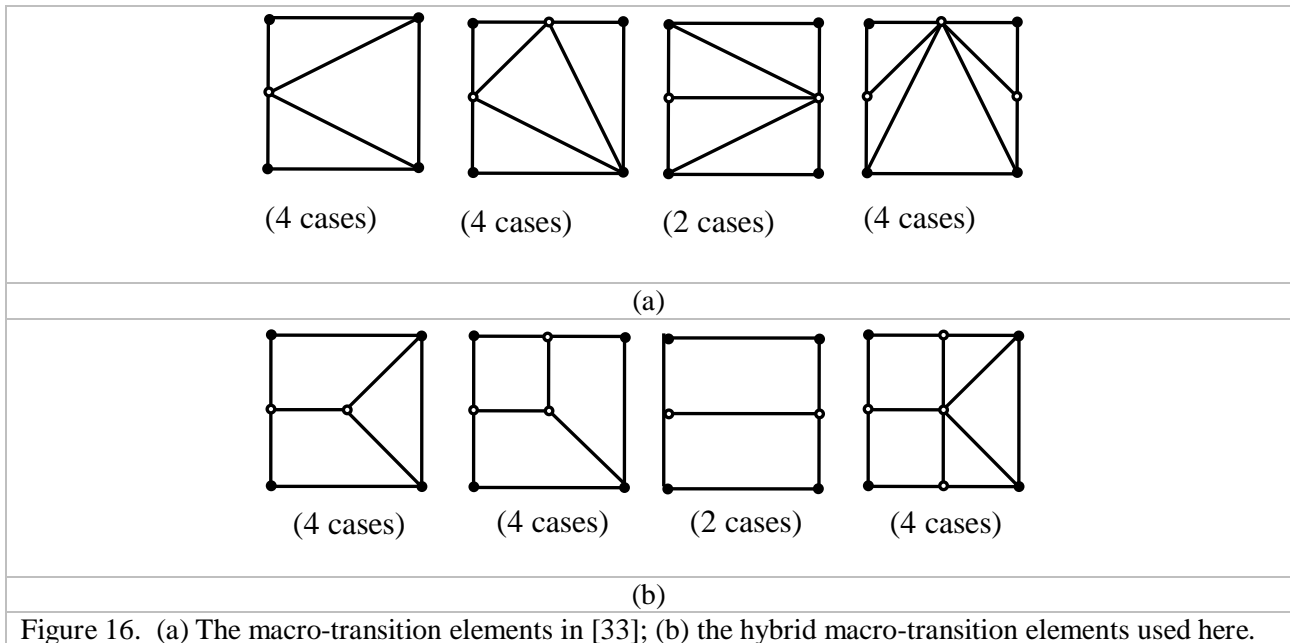 (4 cases) (4 cases) (2 cases) (4 cases)
(a)
(4 cases) (4 cases) (2 cases) (4 cases)
(b)
Figure 16. (a) The macro-transition elements in [33]; (b) the hybrid macro-transition elements used here.